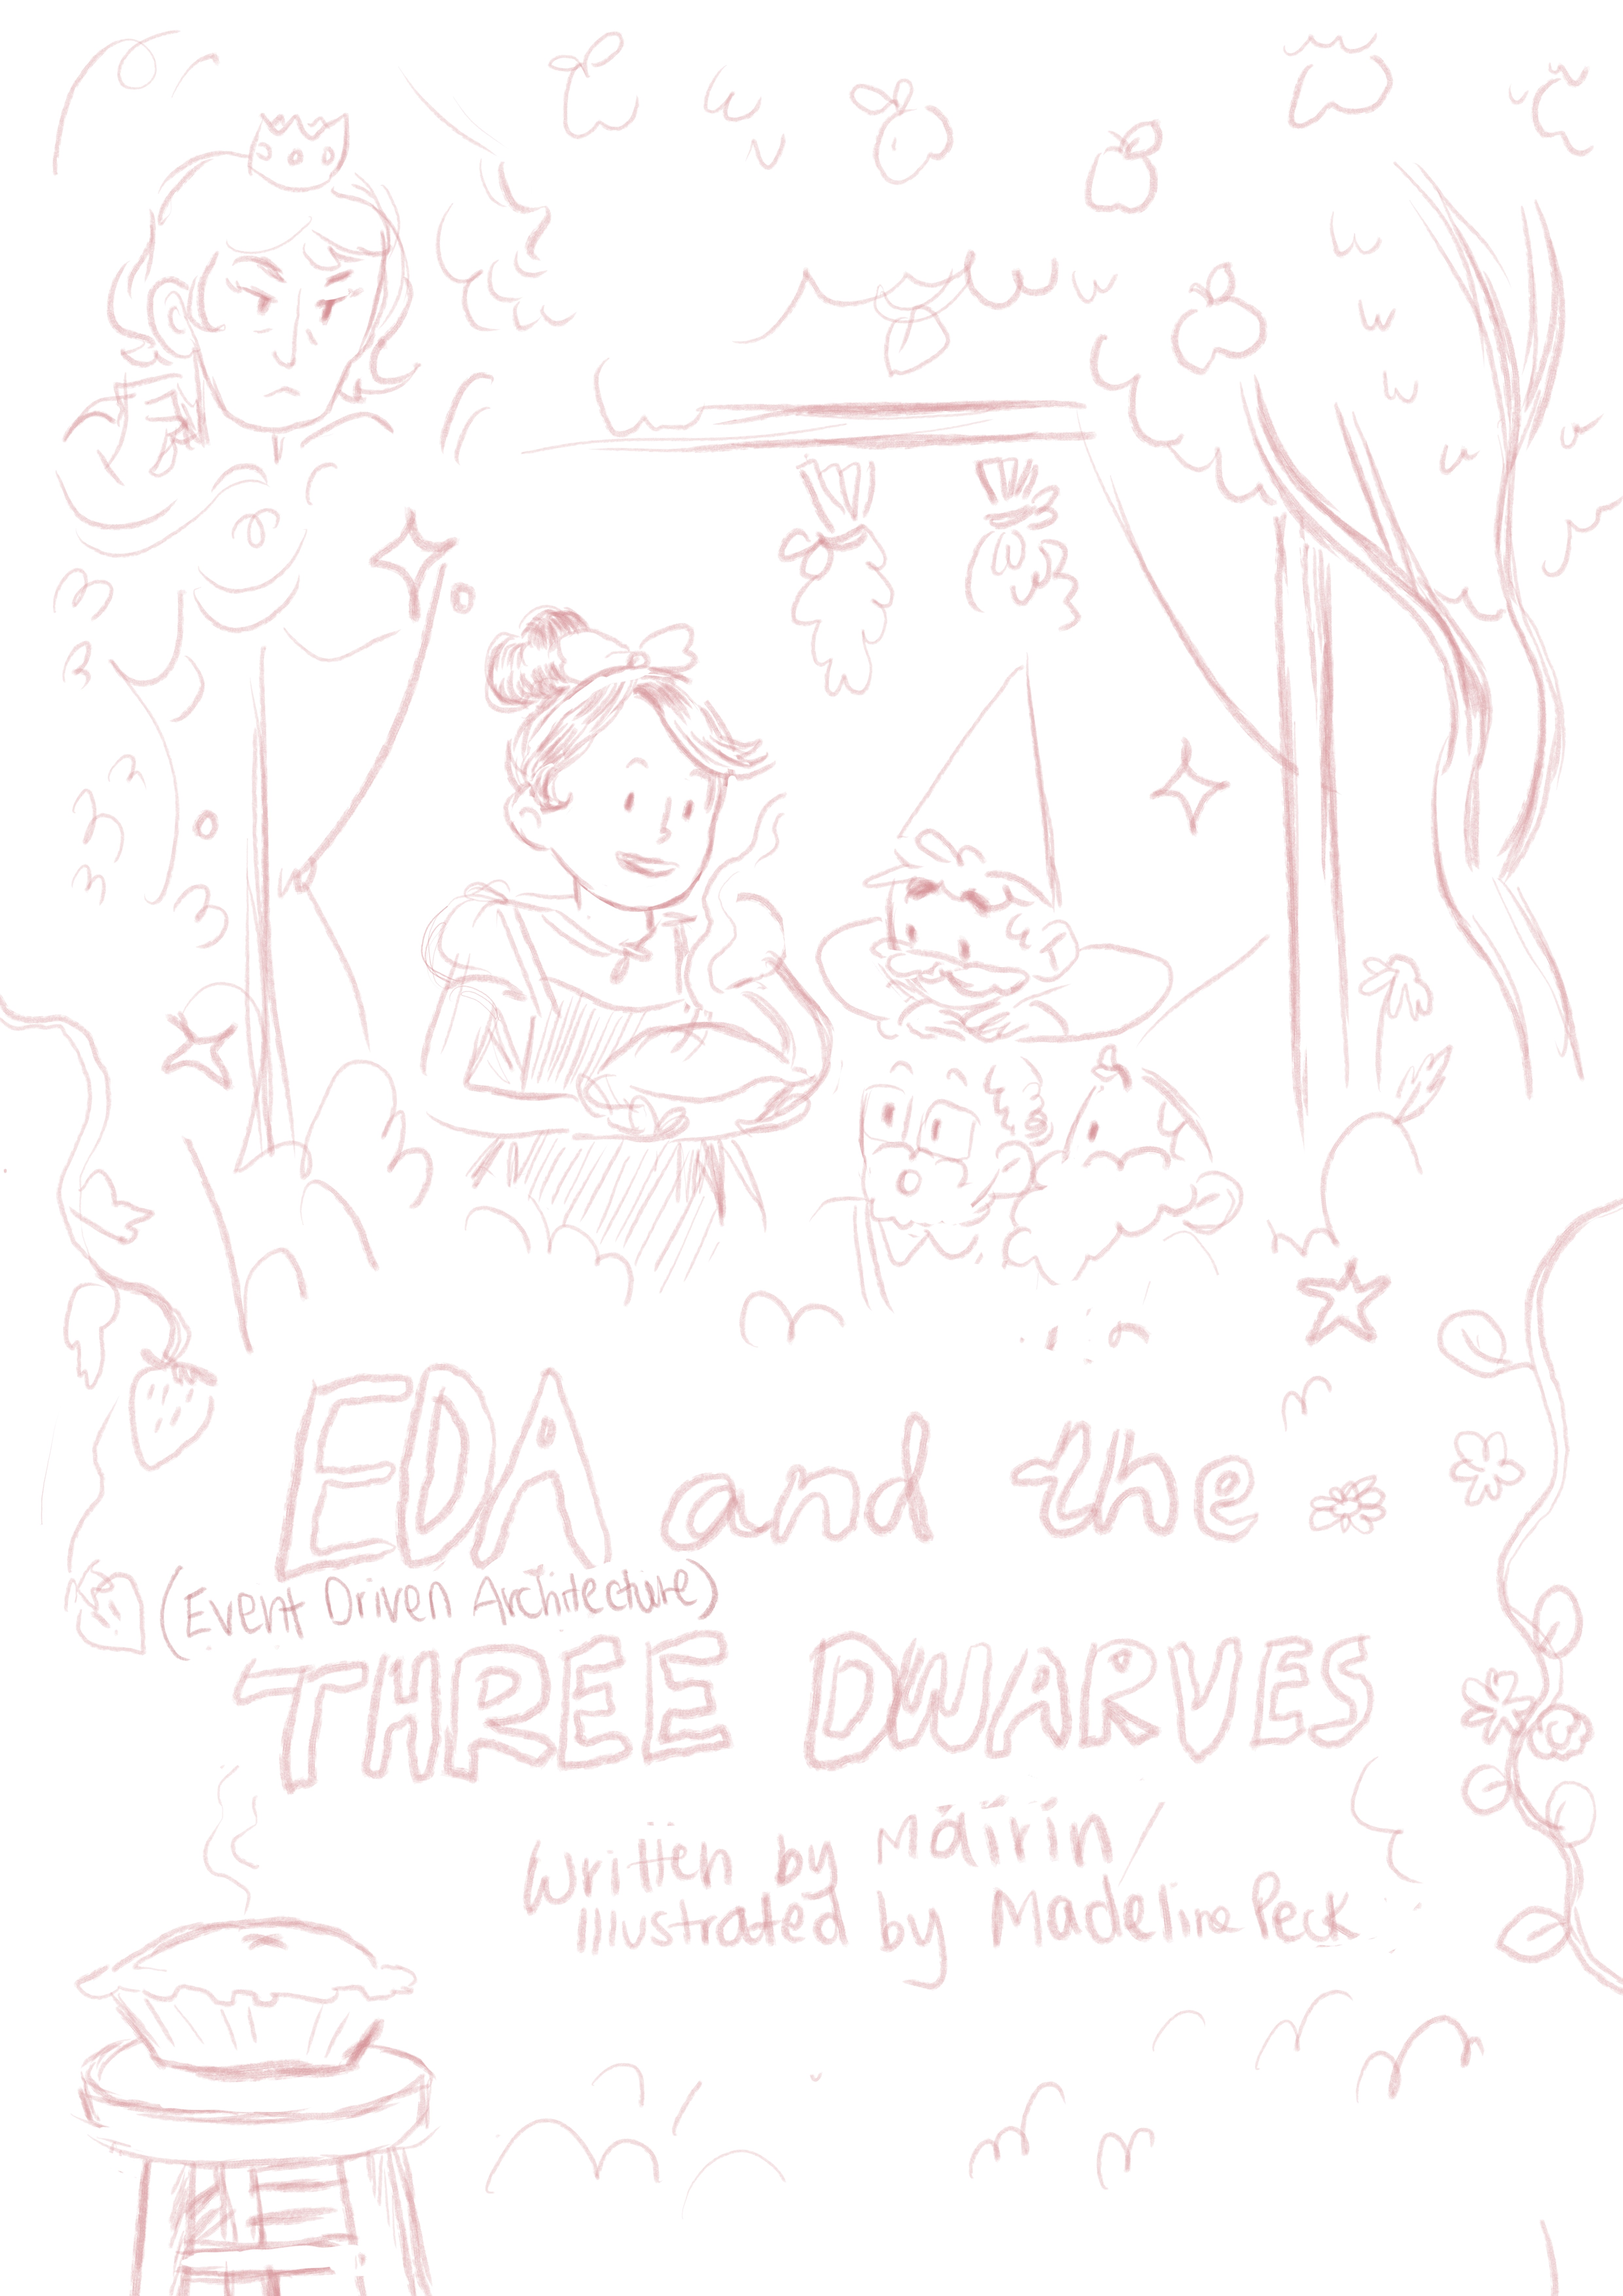 EDA and the
(Event Driven Architecture)
THREE DWARVES
Written by Máirín
Illustrated by Madeline Peck